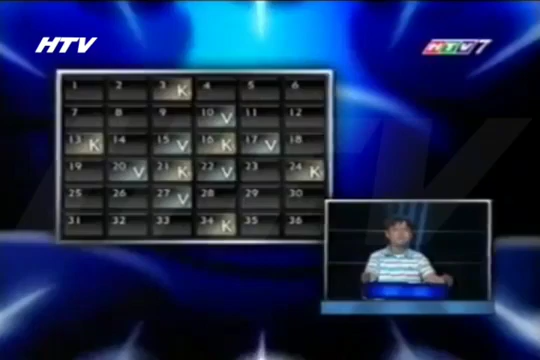 HTV
HTV7
1 2 3 K 4 5 6
7 8 9 10 V 11 12
13 K 14 15 V 16 K 17 V 18
19 20 V 21 K 22 V 23 24 K
25 26 27 V 28 29 30
31 32 33 34 K 35 36
HTV